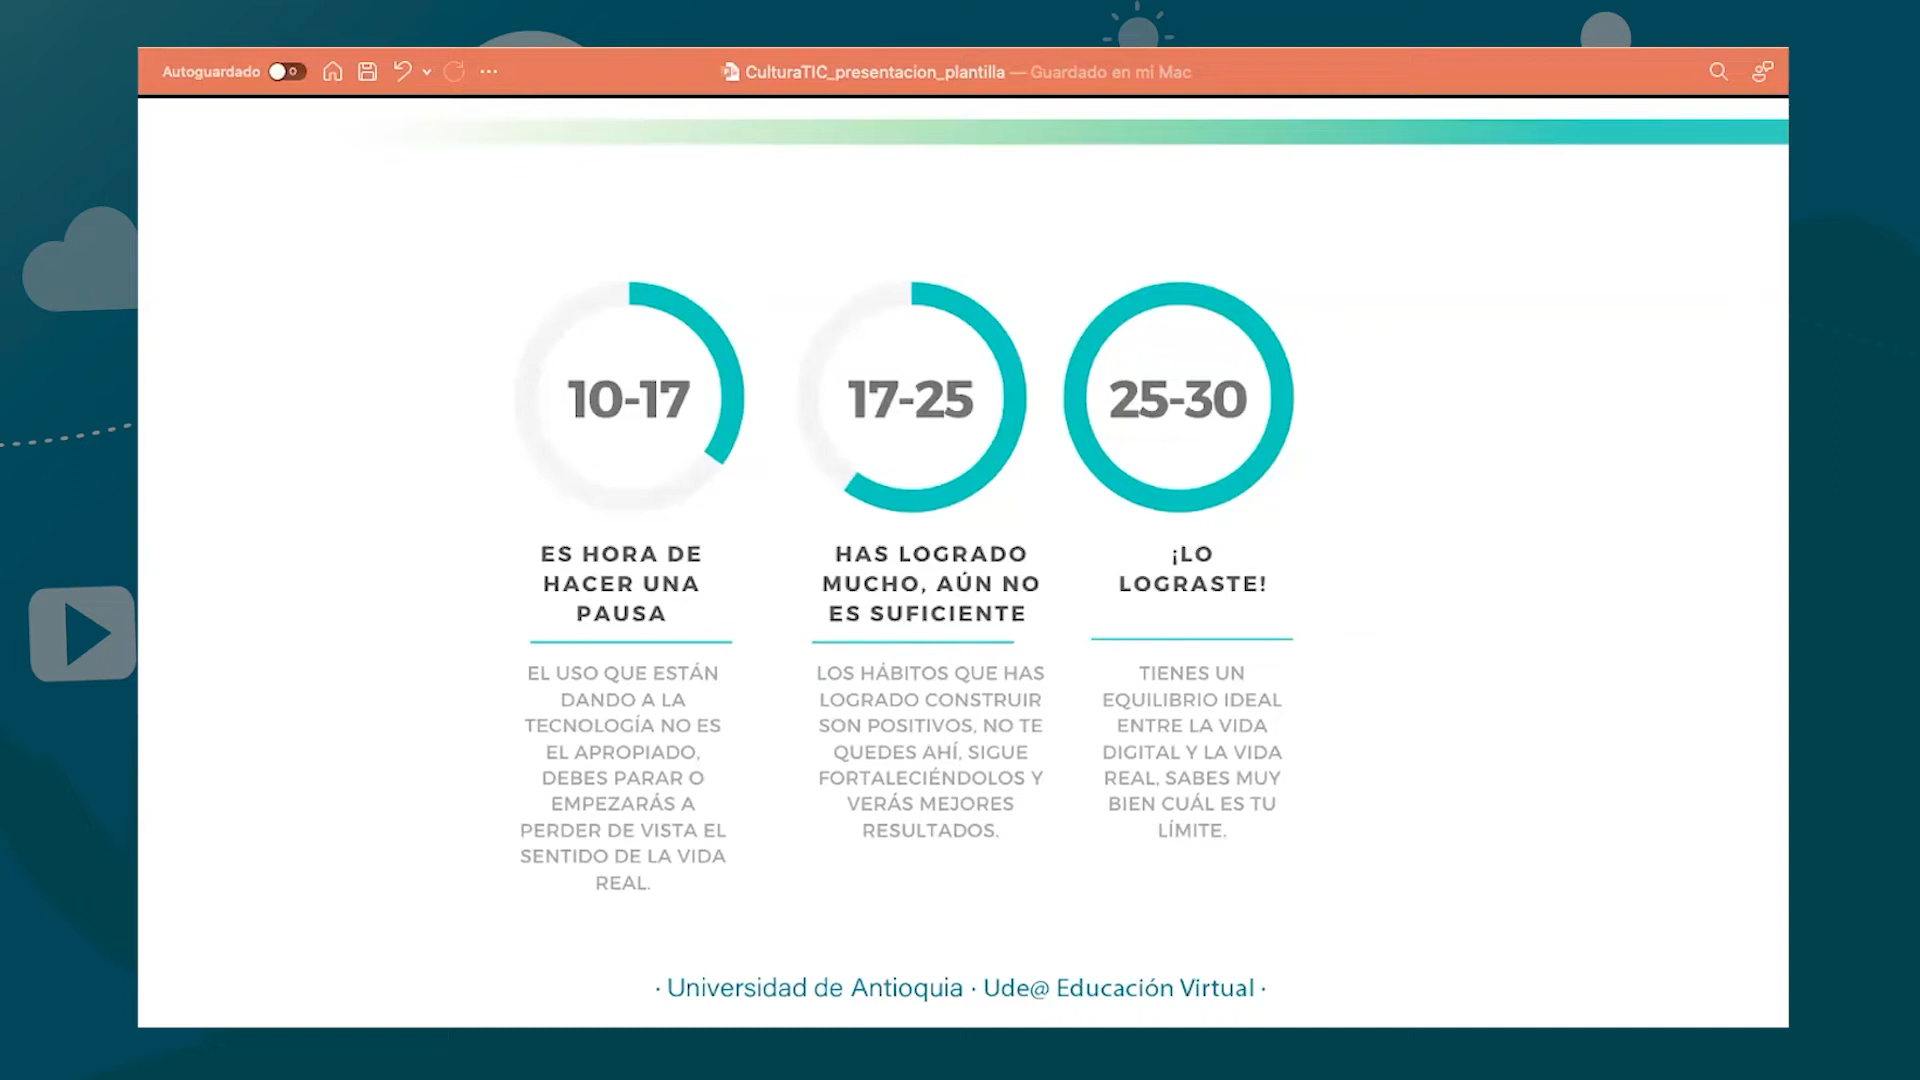 Autoguardado
CulturaTIC_presentacion_plantilla — Guardado en mi Mac
10-17
ES HORA DE
HACER UNA
PAUSA
EL USO QUE ESTÁN
DANDO A LA
TECNOLOGÍA NO ES
EL APROPIADO,
DEBES PARAR O
EMPEZARÁS A
PERDER DE VISTA EL
SENTIDO DE LA VIDA
REAL.
17-25
HAS LOGRADO
MUCHO, AÚN NO
ES SUFICIENTE
LOS HÁBITOS QUE HAS
LOGRADO CONSTRUIR
SON POSITIVOS, NO TE
QUEDES AHÍ, SIGUE
FORTALECIÉNDOLOS Y
VERÁS MEJORES
RESULTADOS.
25-30
¡LO
LOGRASTE!
TIENES UN
EQUILIBRIO IDEAL
ENTRE LA VIDA
DIGITAL Y LA VIDA
REAL, SABES MUY
BIEN CUÁL ES TU
LÍMITE.
· Universidad de Antioquia · Ude@ Educación Virtual ·